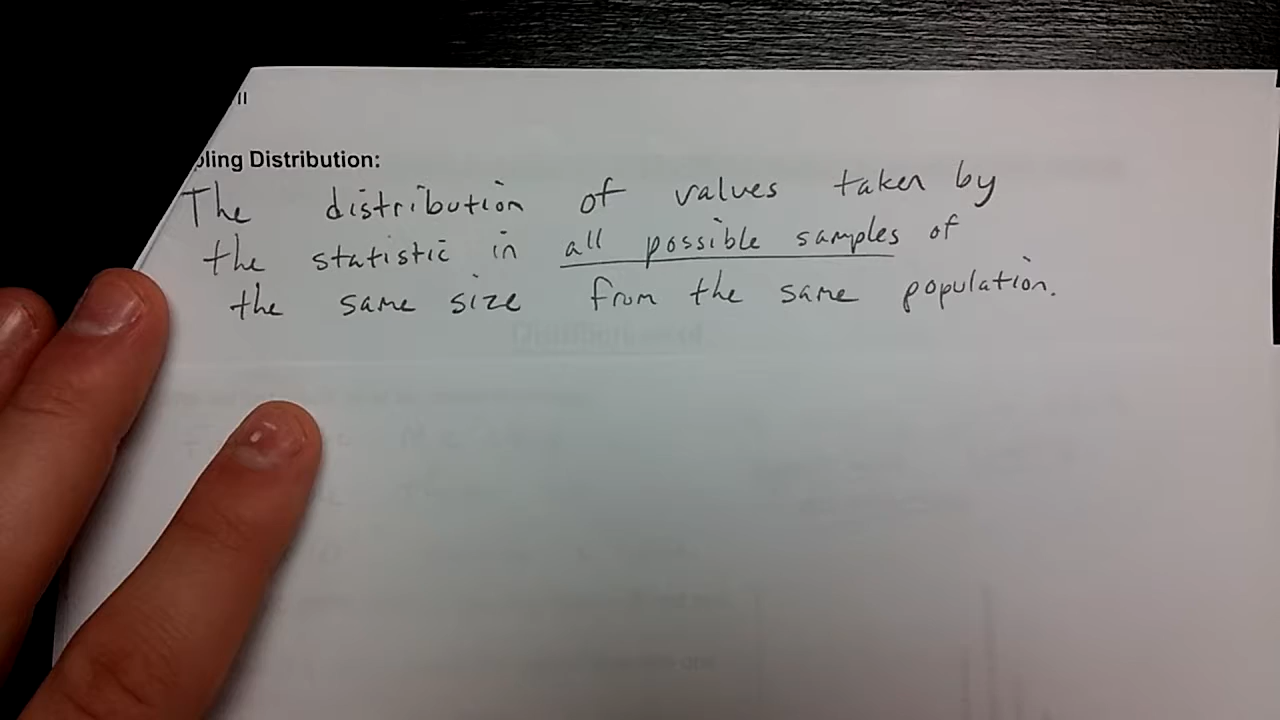 II
pling Distribution:
The distribution of values taken by
the statistic in all possible samples of
the same size from the same population.